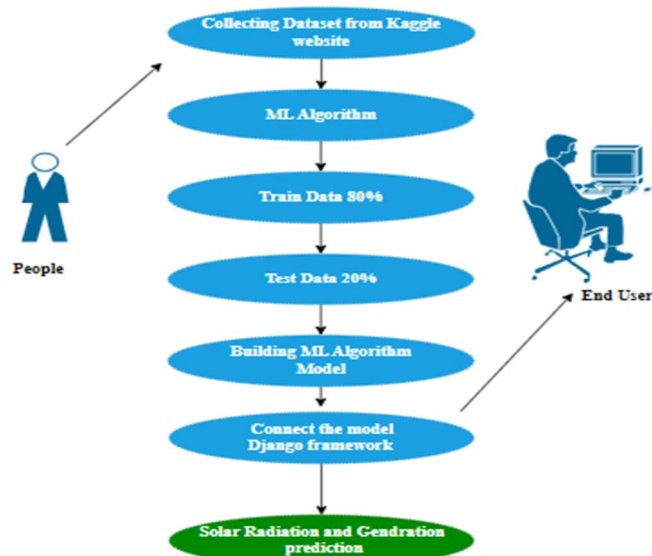 Collecting Dataset from Kaggle
website
ML Algorithm
Train Data 80%
People
Test Data 20%
End User
Building ML Algorithm
Model
Connect the model
Django framework
Solar Radiation and Gendration
prediction